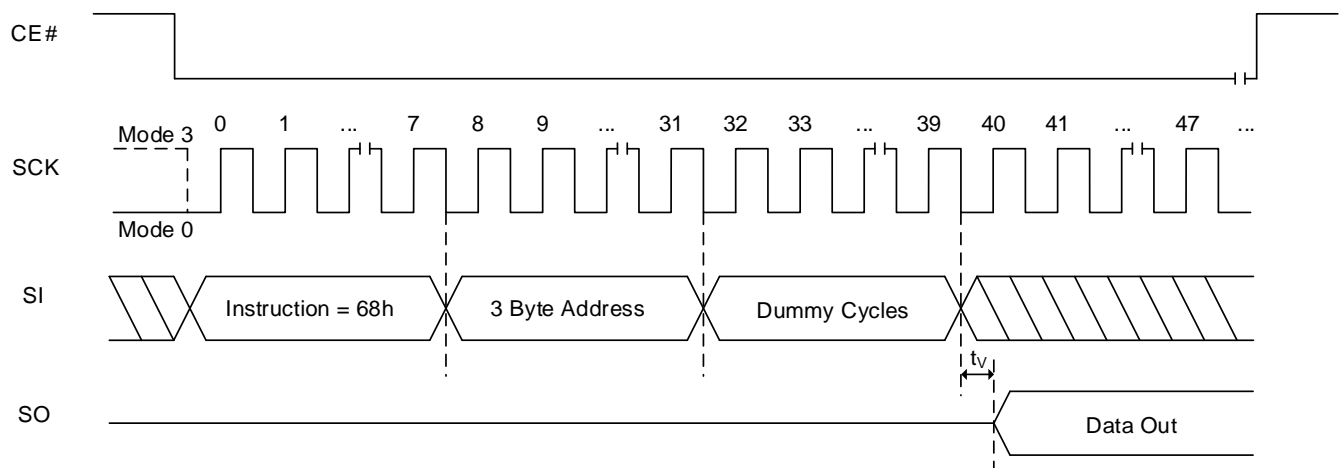 CE#
Mode 3
0 1 ... 7 8 9 ... 31 32 33 ... 39 40 41 ... 47 ...
SCK
Mode 0
SI
Instruction = 68h
3 Byte Address
Dummy Cycles
tV
SO
Data Out